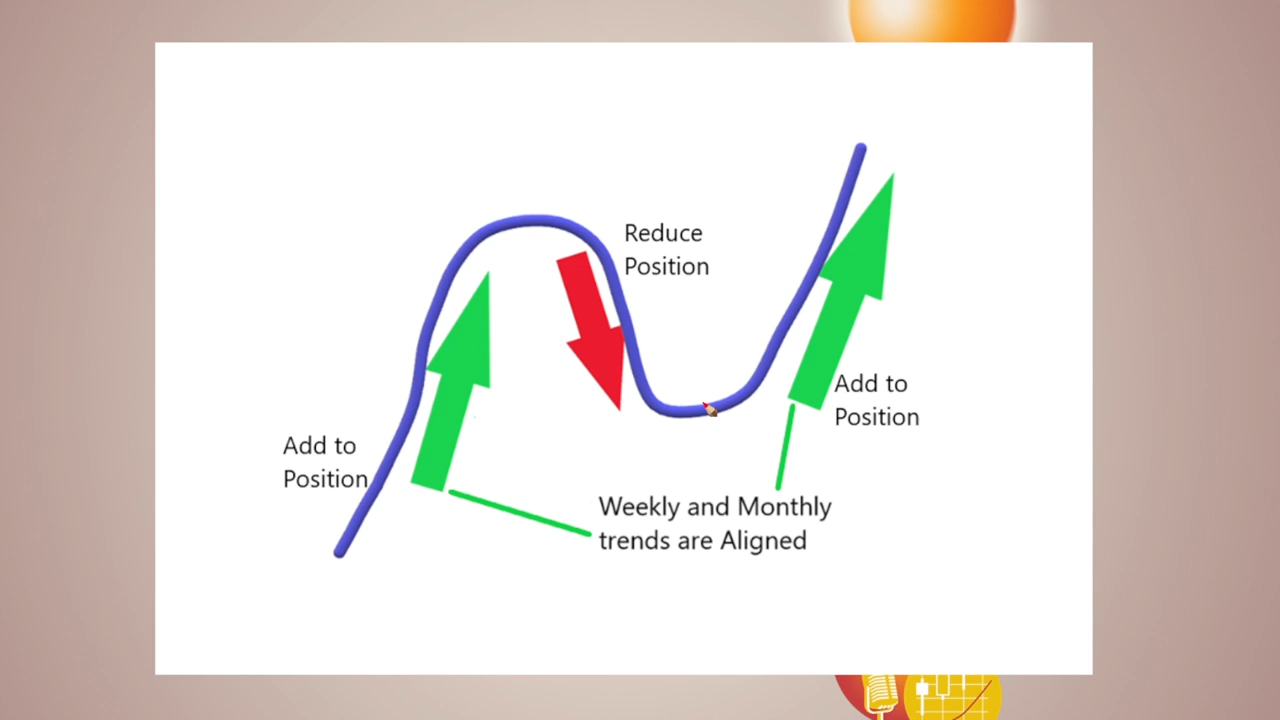 Reduce
Position
Add to
Position
Add to
Position
Weekly and Monthly
trends are Aligned